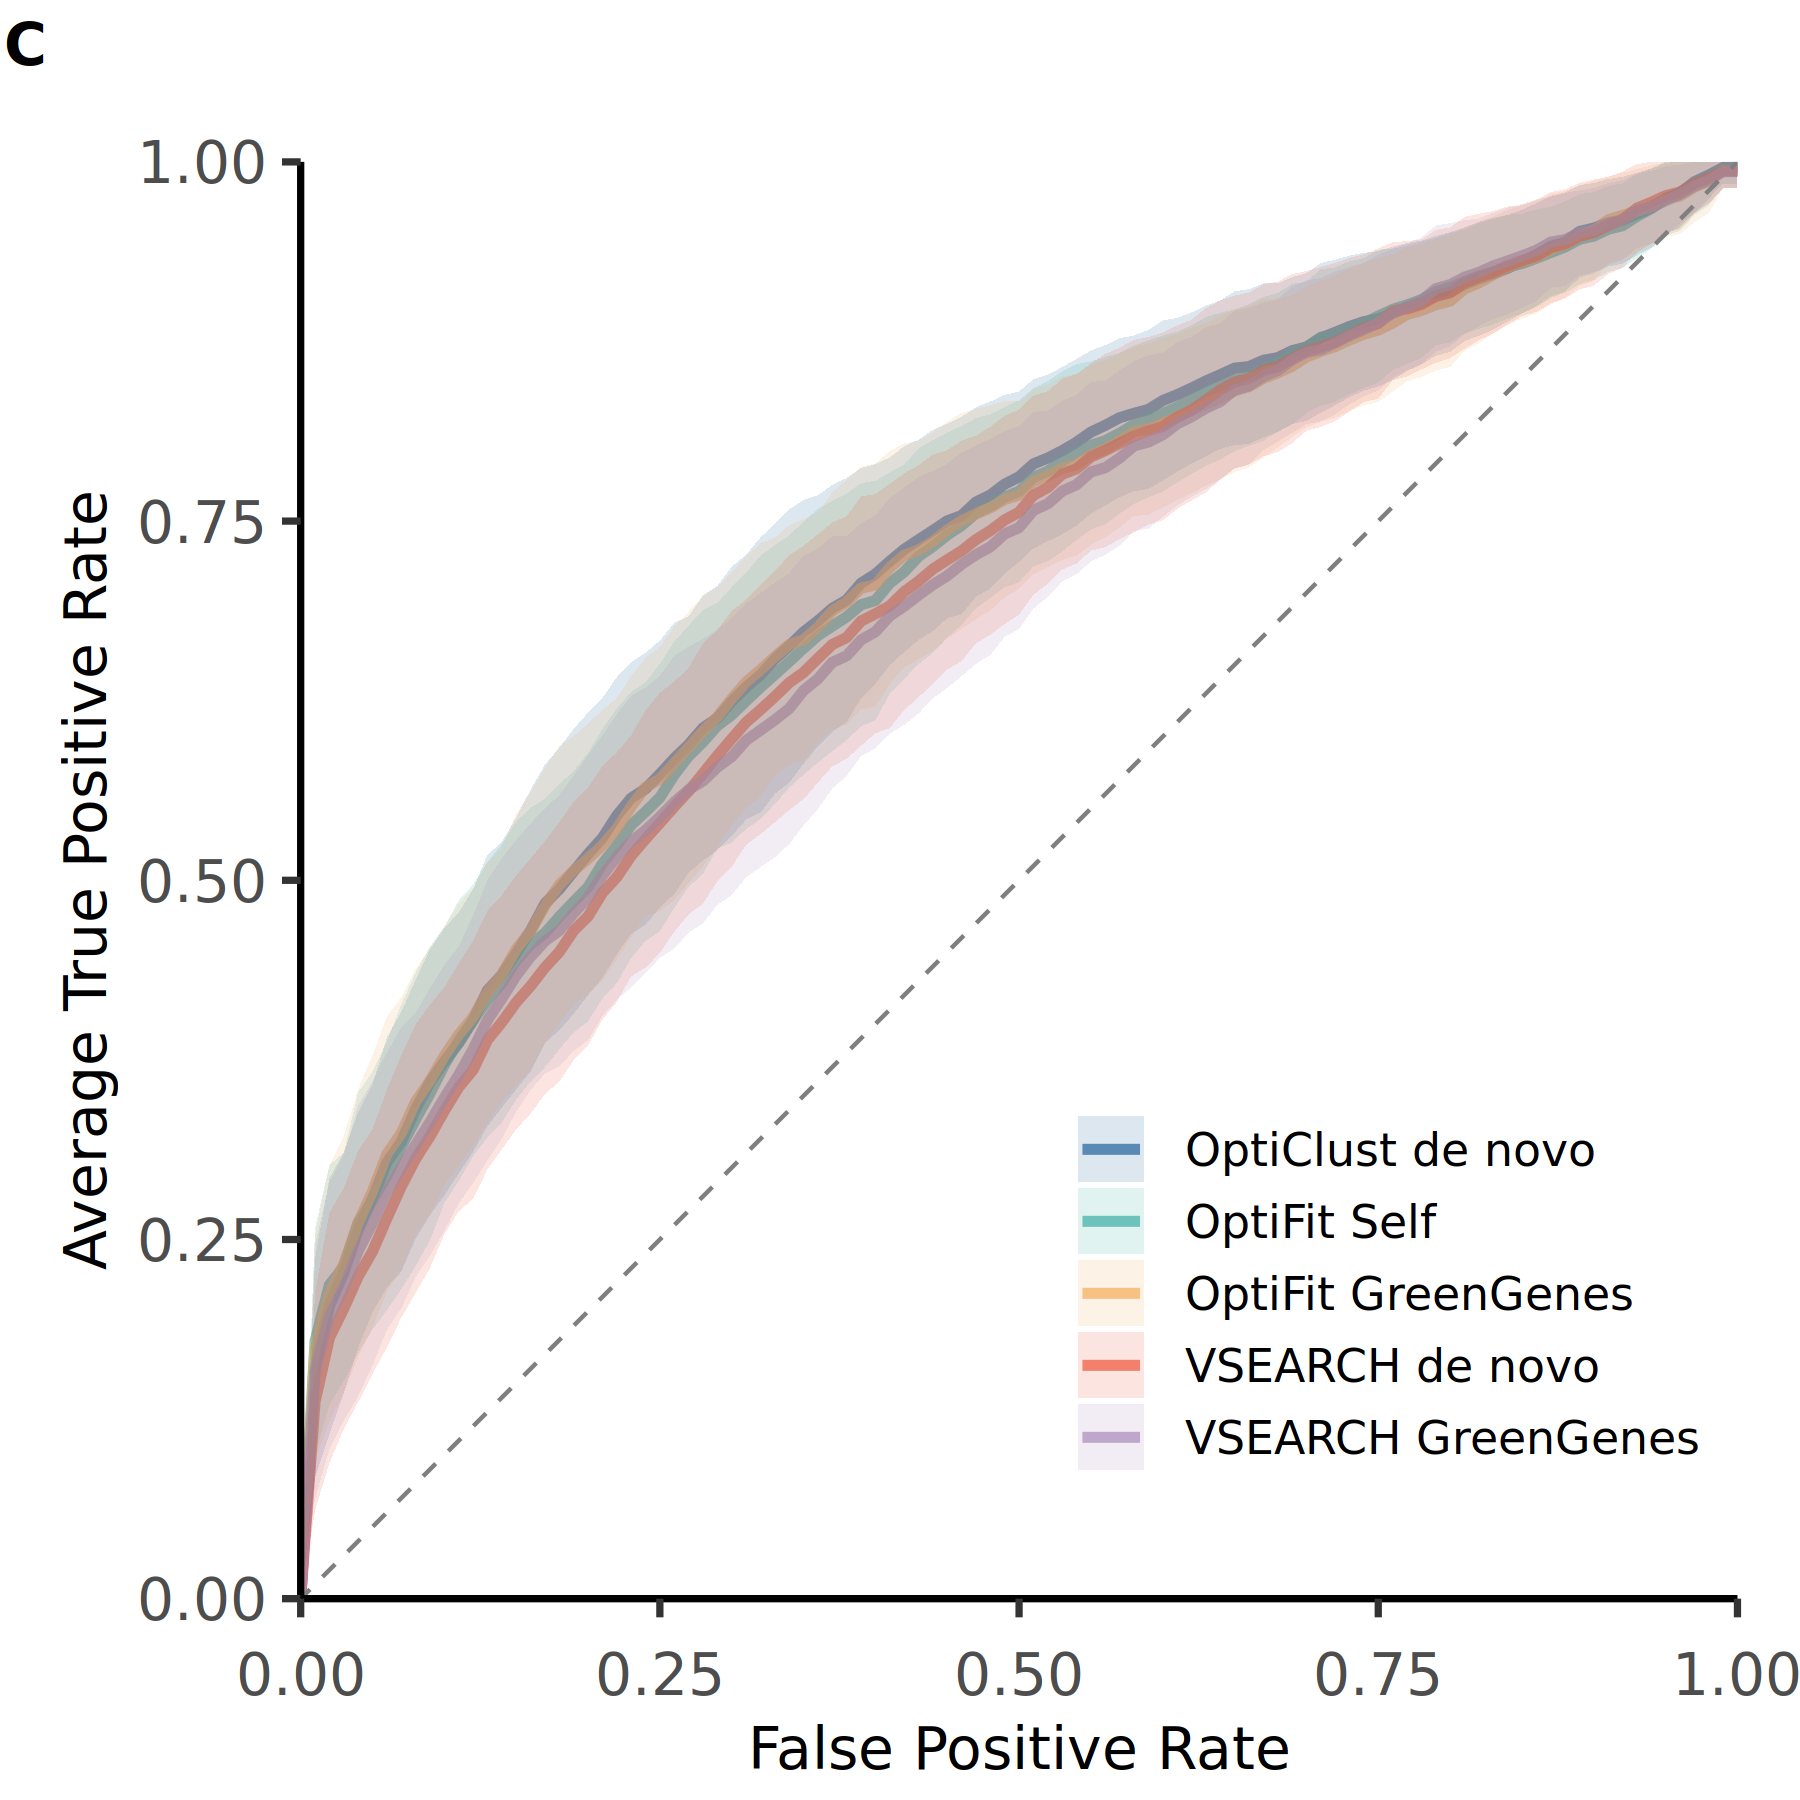 C
Average True Positive Rate
1.00
0.75
0.50
0.25
0.00
OptiClust de novo
OptiFit Self
OptiFit GreenGenes
VSEARCH de novo
VSEARCH GreenGenes
0.00 0.25 0.50 0.75 1.00
False Positive Rate